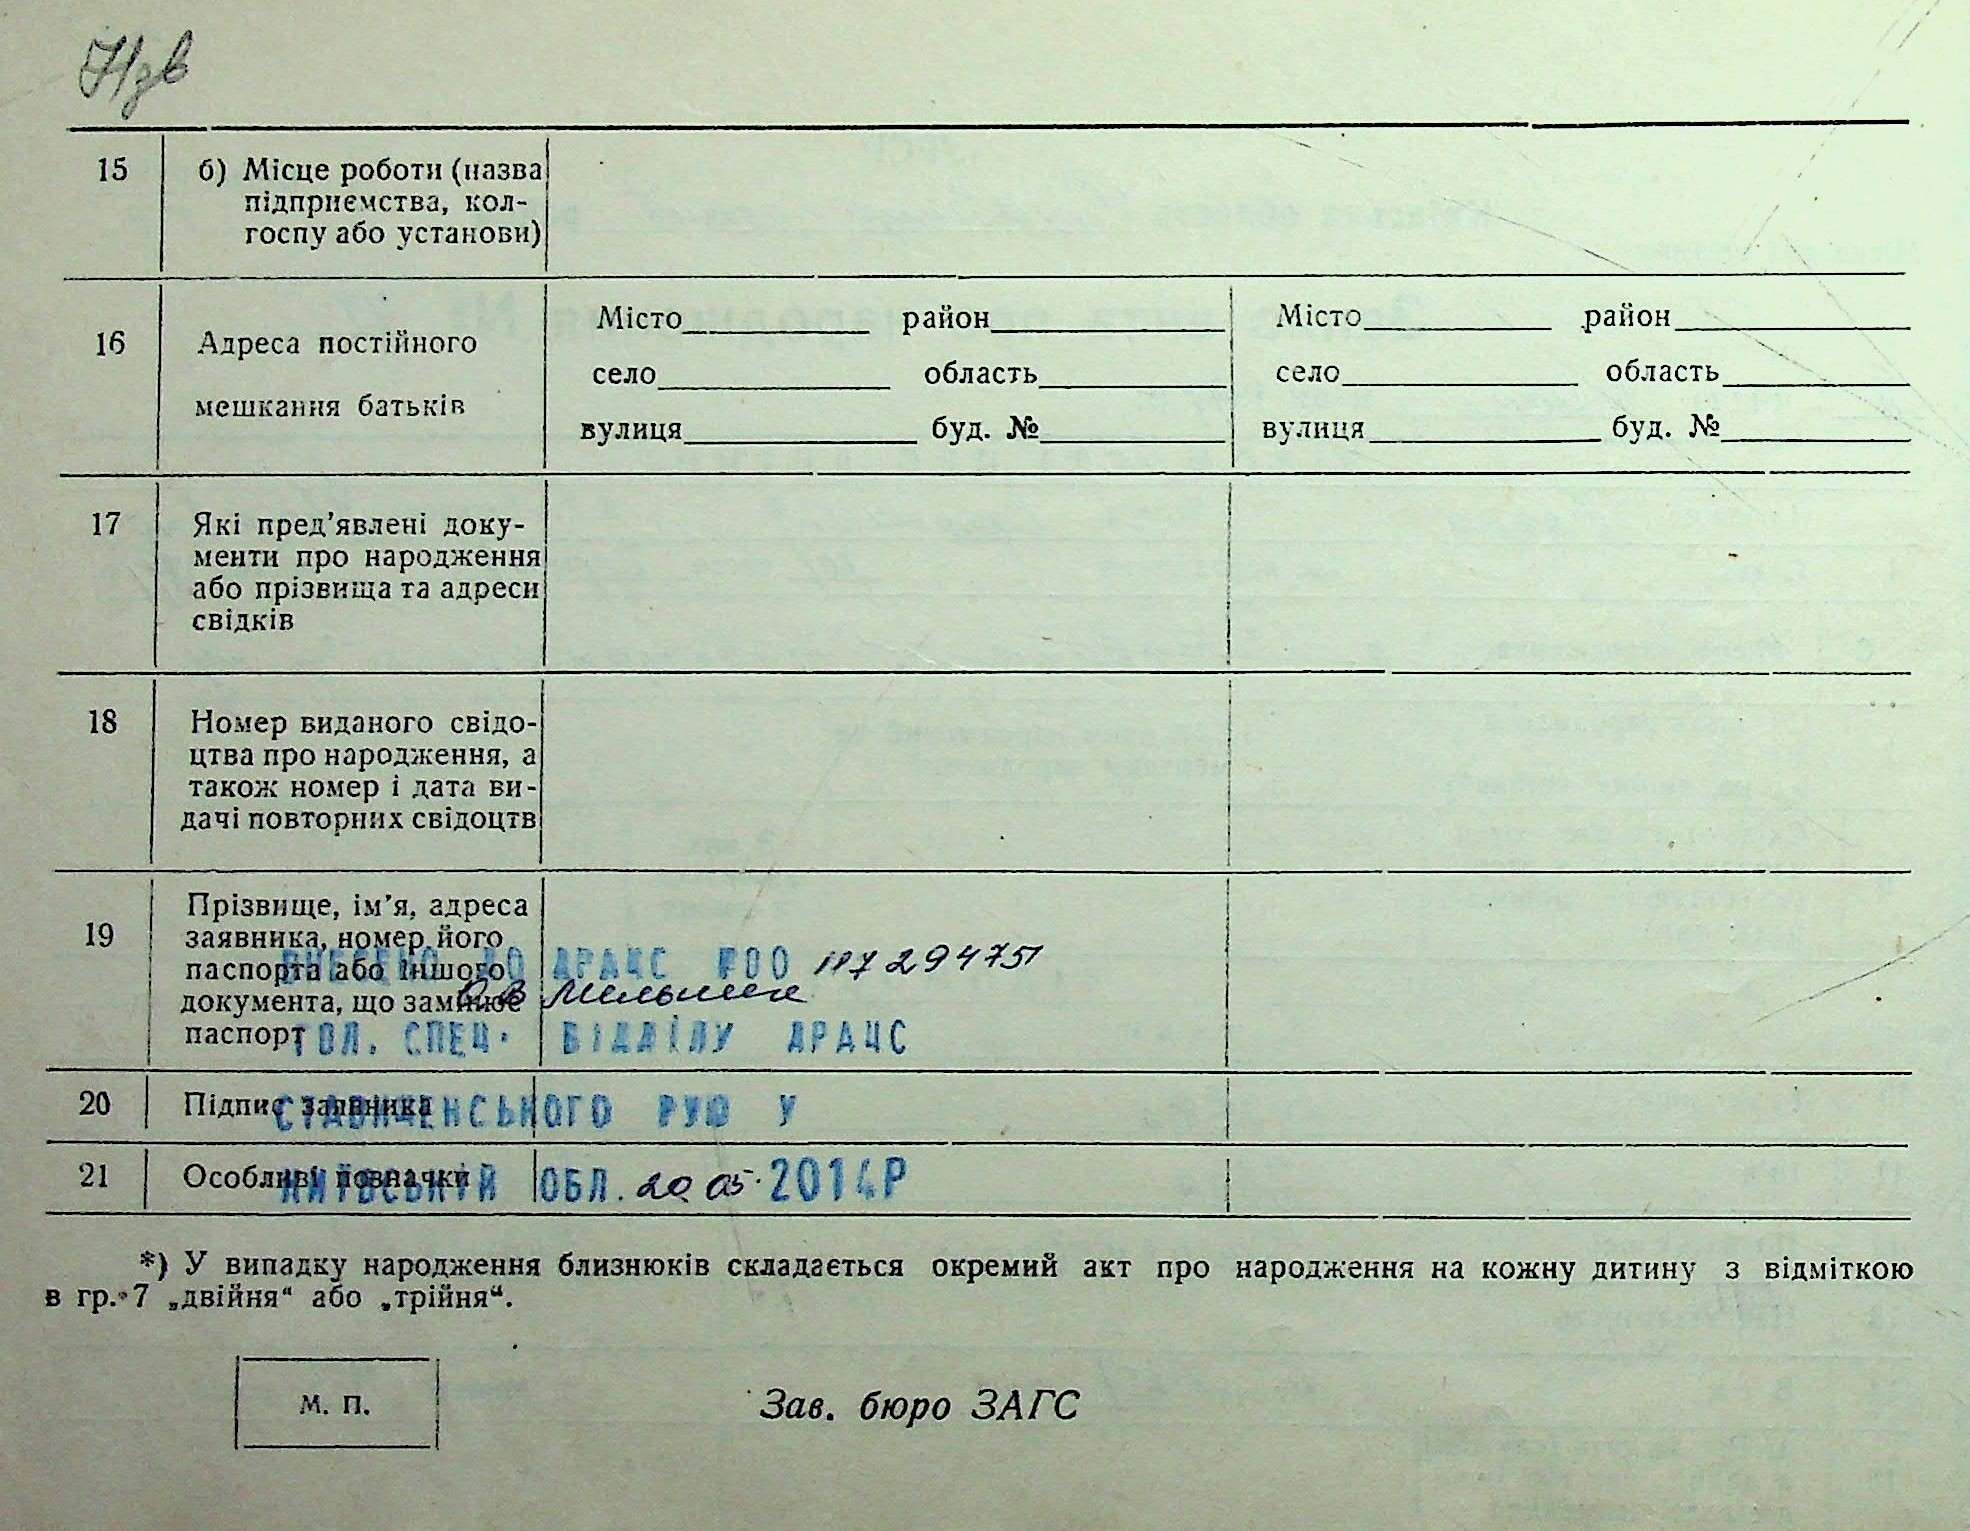 15
б) Місце роботи (назва
підприємства, кол-
госпу або установи)
16
Адреса постійного
мешкання батьків
Місто район
село область
вулиця буд. №
Місто район
село область
вулиця буд. №
17
Які пред’явлені доку-
менти про народження
або прізвища та адреси
свідків
18
Номер виданого свідо-
цтва про народження, а
також номер і дата ви-
дачі повторних свідоцтв
19
Прізвище, ім’я, адреса
заявника, номер його
паспорта або іншого
документа, що замінює
паспорт
ВНЕСЕНО ДО ДРАЦС №00 117294751
ГОЛ. СПЕЦ. ВІДДІЛУ ДРАЦС
20
Підпис заявника
СТАВИЩЕНСЬКОГО РУЮ У
21
Особливі позначки
КИЇВСЬКІЙ ОБЛ. 20.05.2014Р
*) У випадку народження близнюків складається окремий акт про народження на кожну дитину з відміткою
в гр. 7 „двійня“ або „трійня“.
М. П.
Зав. бюро ЗАГС